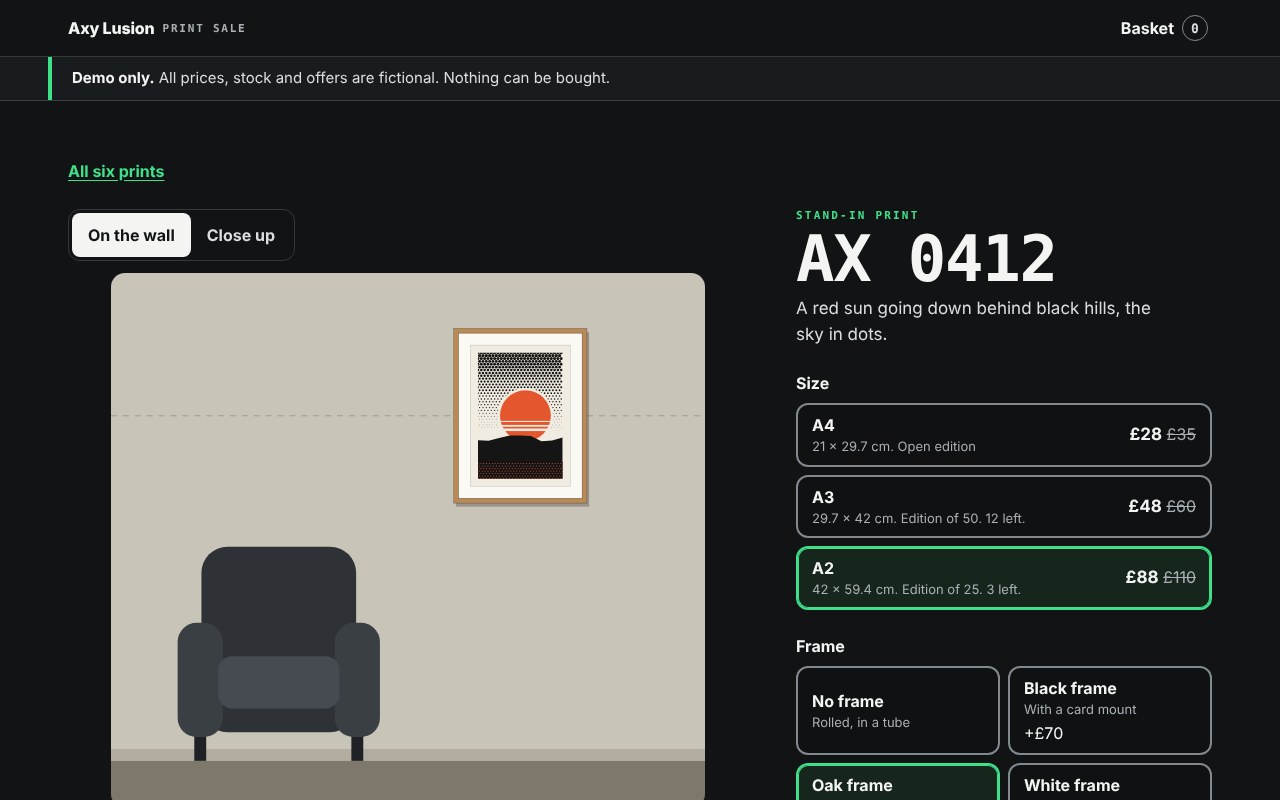 Axy Lusion PRINT SALE
Basket 0
Demo only. All prices, stock and offers are fictional. Nothing can be bought.
All six prints
On the wall
Close up
STAND-IN PRINT
AX 0412
A red sun going down behind black hills, the
sky in dots.
Size
A4
21 × 29.7 cm. Open edition
£28 £35
A3
29.7 × 42 cm. Edition of 50. 12 left.
£48 £60
A2
42 × 59.4 cm. Edition of 25. 3 left.
£88 £110
Frame
No frame
Rolled, in a tube
Black frame
With a card mount
+£70
Oak frame
White frame